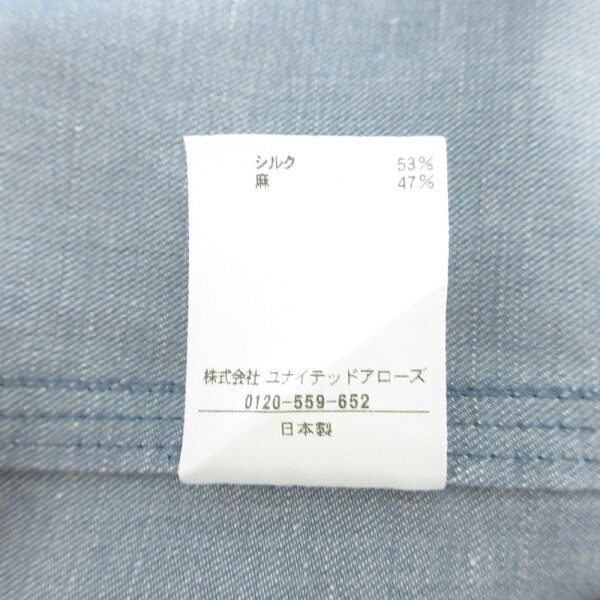 シルク 53%
麻 47%
株式会社 ユナイテッドアローズ
0120-559-652
日本製